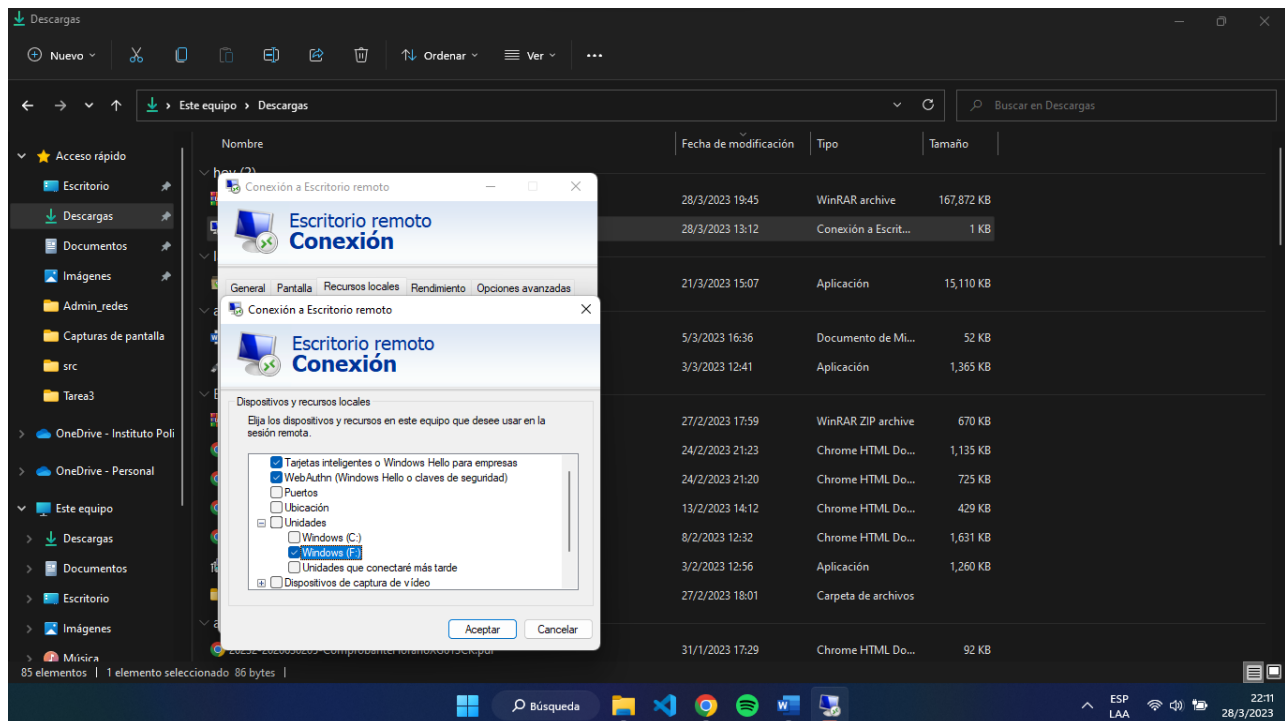 Descargas
Nuevo
Ordenar
Ver
Este equipo > Descargas
Buscar en Descargas
Nombre
Fecha de modificación
Tipo
Tamaño
Acceso rápido
Escritorio
Descargas
Documentos
Imágenes
Admin_redes
Capturas de pantalla
src
Tarea3
OneDrive - Instituto Poli
OneDrive - Personal
Este equipo
Descargas
Documentos
Escritorio
Imágenes
Música
28/3/2023 19:45 WinRAR archive 167,872 KB
28/3/2023 13:12 Conexión a Escrit... 1 KB
21/3/2023 15:07 Aplicación 15,110 KB
5/3/2023 16:36 Documento de Mi... 52 KB
3/3/2023 12:41 Aplicación 1,365 KB
27/2/2023 17:59 WinRAR ZIP archive 670 KB
24/2/2023 21:23 Chrome HTML Do... 1,135 KB
24/2/2023 21:20 Chrome HTML Do... 725 KB
13/2/2023 14:12 Chrome HTML Do... 429 KB
8/2/2023 12:32 Chrome HTML Do... 1,631 KB
3/2/2023 12:56 Aplicación 1,260 KB
27/2/2023 18:01 Carpeta de archivos
31/1/2023 17:29 Chrome HTML Do... 92 KB
Conexión a Escritorio remoto
Escritorio remoto
Conexión
General Pantalla Recursos locales Rendimiento Opciones avanzadas
Conexión a Escritorio remoto
Escritorio remoto
Conexión
Dispositivos y recursos locales
Elija los dispositivos y recursos en este equipo que desee usar en la
sesión remota.
Tarjetas inteligentes o Windows Hello para empresas
WebAuthn (Windows Hello o claves de seguridad)
Puertos
Ubicación
Unidades
Windows (C:)
Windows (F:)
Unidades que conectaré más tarde
Dispositivos de captura de vídeo
Aceptar Cancelar
85 elementos | 1 elemento seleccionado 86 bytes |
Búsqueda
ESP
LAA
22:11
28/3/2023